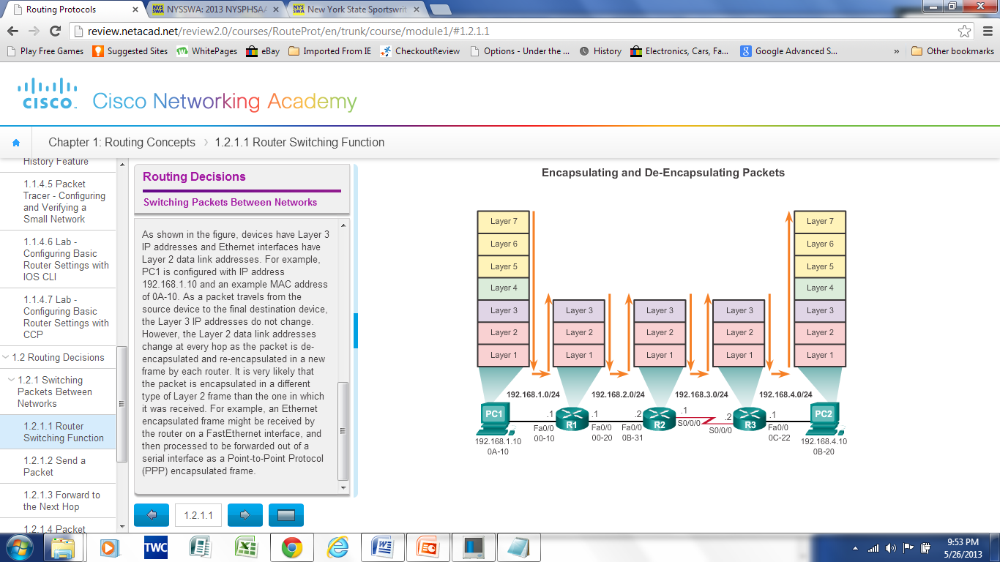 Routing Protocols
NYSSWA: 2013 NYSPHSAA
New York State Sportswrit
review.netacad.net/review2.0/courses/RouteProt/en/trunk/course/module1/#1.2.1.1
Play Free Games
Suggested Sites
WhitePages
eBay
Imported From IE
CheckoutReview
Options - Under the ...
History
Electronics, Cars, Fa...
Google Advanced S...
»
Other bookmarks
CISCO. Cisco Networking Academy
Chapter 1: Routing Concepts > 1.2.1.1 Router Switching Function
History Feature
1.1.4.5 Packet
Tracer - Configuring
and Verifying a
Small Network
1.1.4.6 Lab -
Configuring Basic
Router Settings with
IOS CLI
1.1.4.7 Lab -
Configuring Basic
Router Settings with
CCP
1.2 Routing Decisions
1.2.1 Switching
Packets Between
Networks
1.2.1.1 Router
Switching Function
1.2.1.2 Send a
Packet
1.2.1.3 Forward to
the Next Hop
1.2.1.4 Packet
Routing Decisions
Switching Packets Between Networks
As shown in the figure, devices have Layer 3
IP addresses and Ethernet interfaces have
Layer 2 data link addresses. For example,
PC1 is configured with IP address
192.168.1.10 and an example MAC address
of 0A-10. As a packet travels from the
source device to the final destination device,
the Layer 3 IP addresses do not change.
However, the Layer 2 data link addresses
change at every hop as the packet is de-
encapsulated and re-encapsulated in a new
frame by each router. It is very likely that
the packet is encapsulated in a different
type of Layer 2 frame than the one in which
it was received. For example, an Ethernet
encapsulated frame might be received by
the router on a FastEthernet interface, and
then processed to be forwarded out of a
serial interface as a Point-to-Point Protocol
(PPP) encapsulated frame.
1.2.1.1
Encapsulating and De-Encapsulating Packets
Layer 7
Layer 6
Layer 5
Layer 4
Layer 3
Layer 2
Layer 1
Layer 3
Layer 2
Layer 1
Layer 3
Layer 2
Layer 1
Layer 3
Layer 2
Layer 1
Layer 7
Layer 6
Layer 5
Layer 4
Layer 3
Layer 2
Layer 1
192.168.1.0/24
192.168.2.0/24
192.168.3.0/24
192.168.4.0/24
PC1
192.168.1.10
0A-10
.1
Fa0/0
00-10
R1
.1
Fa0/0
00-20
.2
Fa0/0
0B-31
R2
.1
S0/0/0
.2
S0/0/0
R3
.1
Fa0/0
0C-22
PC2
192.168.4.10
0B-20
TWC
9:53 PM
5/26/2013